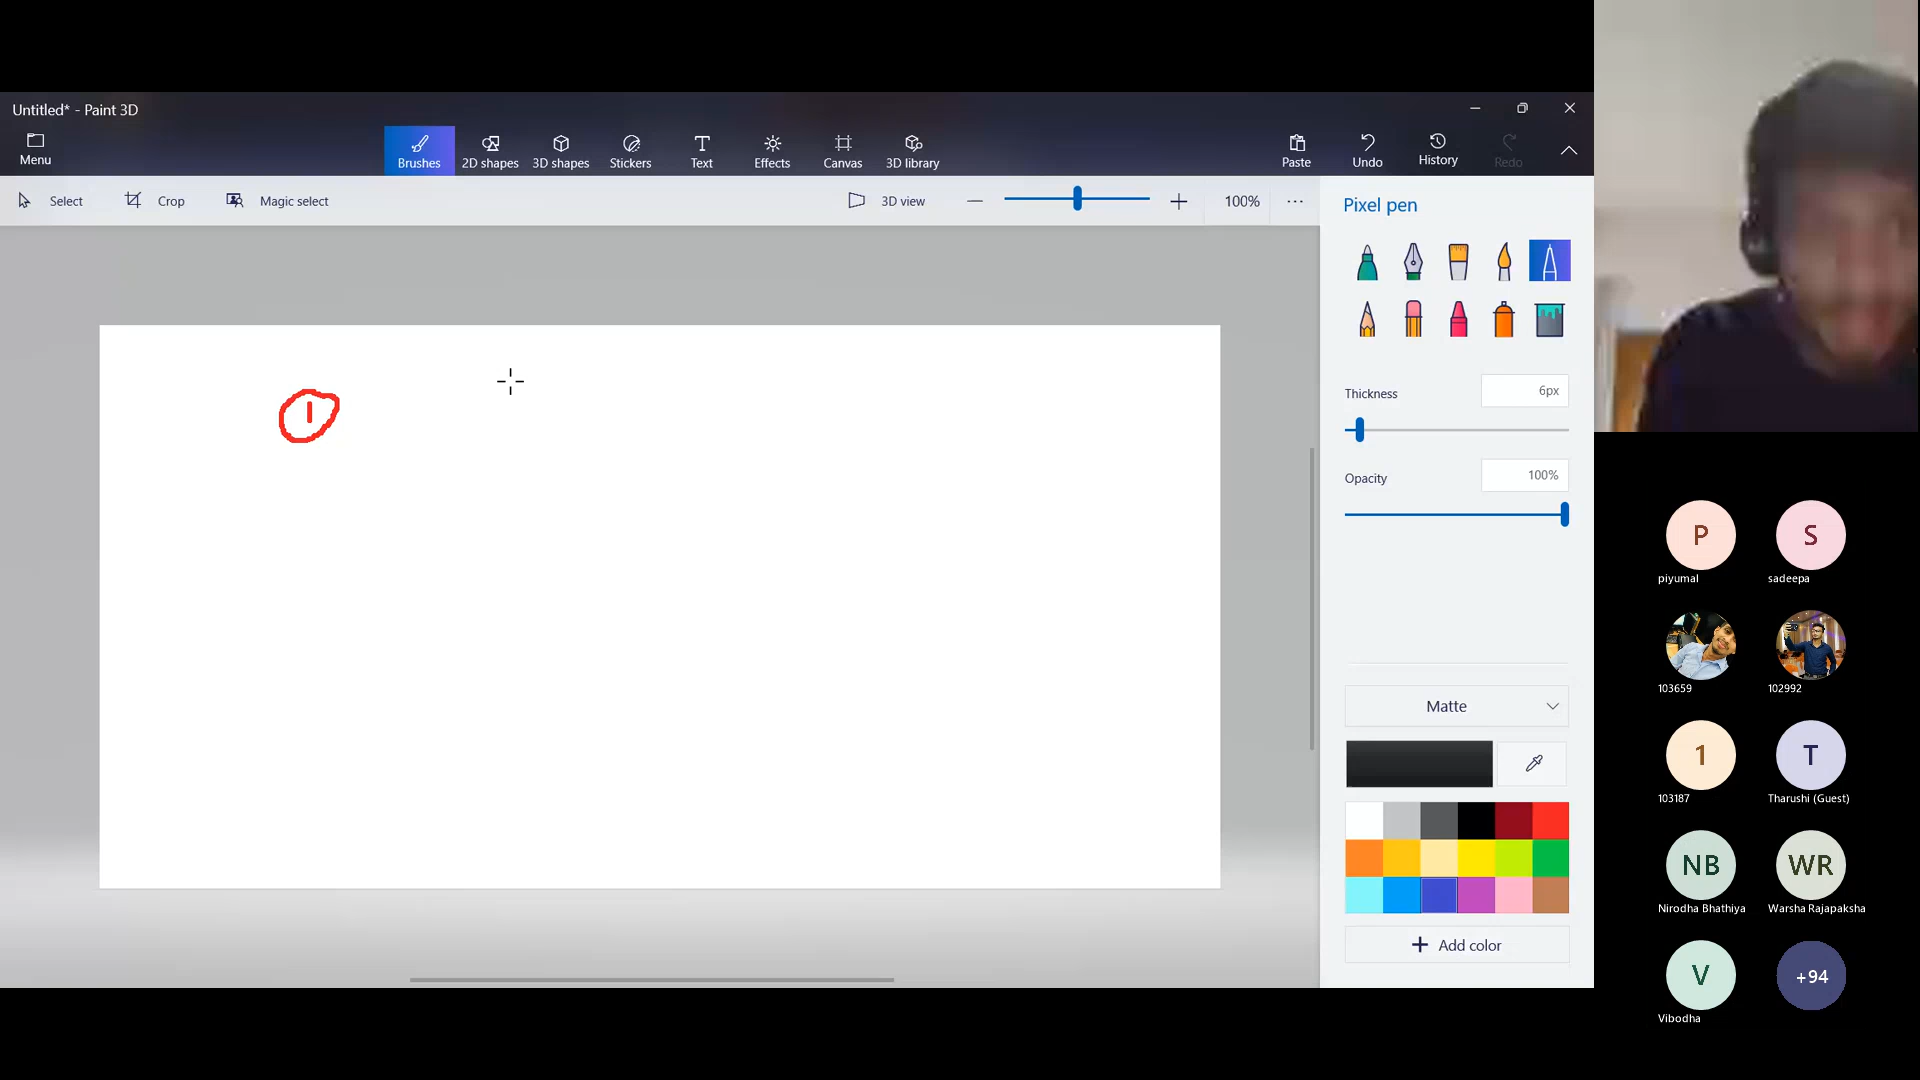 Untitled* - Paint 3D
Menu
Brushes
2D shapes
3D shapes
Stickers
Text
Effects
Canvas
3D library
Paste
Undo
History
Redo
Select
Crop
Magic select
3D view
100%
Pixel pen
Thickness
6px
Opacity
100%
Matte
Add color
1
P
piyumal
S
sadeepa
103659
102992
1
103187
T
Tharushi (Guest)
NB
Nirodha Bhathiya
WR
Warsha Rajapaksha
V
Vibodha
+94